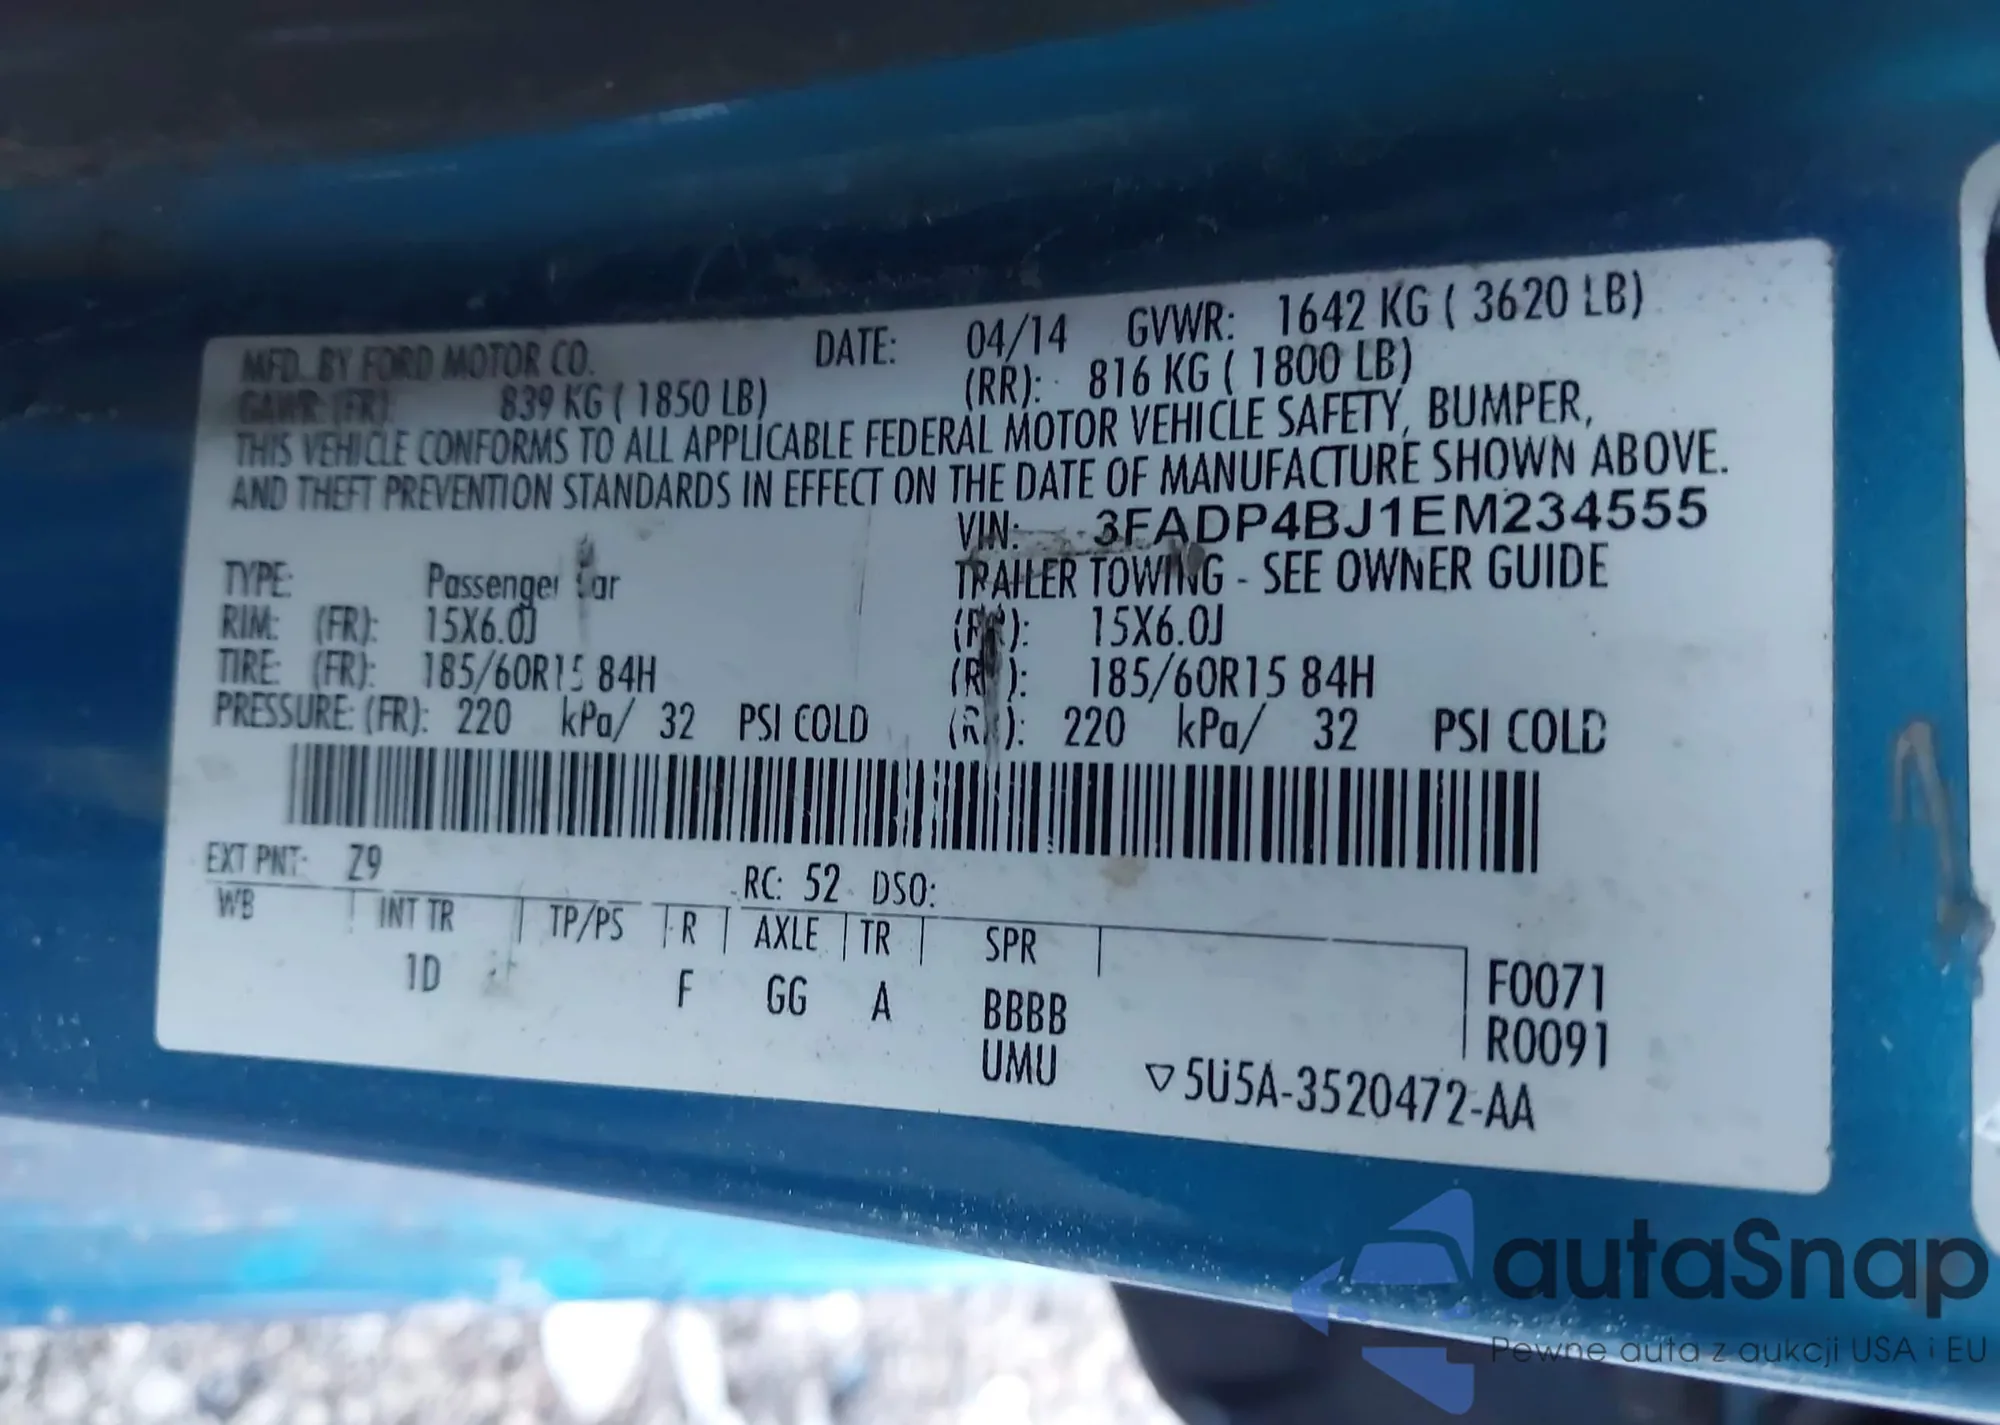 MFD. BY FORD MOTOR CO. DATE: 04/14 GVWR: 1642 KG ( 3620 LB)
GAWR: (FR): 839 KG ( 1850 LB) (RR): 816 KG ( 1800 LB)
THIS VEHICLE CONFORMS TO ALL APPLICABLE FEDERAL MOTOR VEHICLE SAFETY, BUMPER,
AND THEFT PREVENTION STANDARDS IN EFFECT ON THE DATE OF MANUFACTURE SHOWN ABOVE.
VIN: 3FADP4BJ1EM234555
TYPE: Passenger Car TRAILER TOWING - SEE OWNER GUIDE
RIM: (FR): 15X6.0J (RR): 15X6.0J
TIRE: (FR): 185/60R15 84H (RR): 185/60R15 84H
PRESSURE: (FR): 220 kPa/ 32 PSI COLD (RR): 220 kPa/ 32 PSI COLD
EXT PNT: Z9 RC: 52 DSO:
WB INT TR TP/PS R AXLE TR SPR
1D F GG A BBBB F0071
UMU R0091
▽5U5A-3520472-AA
autaSnap
Pewne auta z aukcji USA i EU